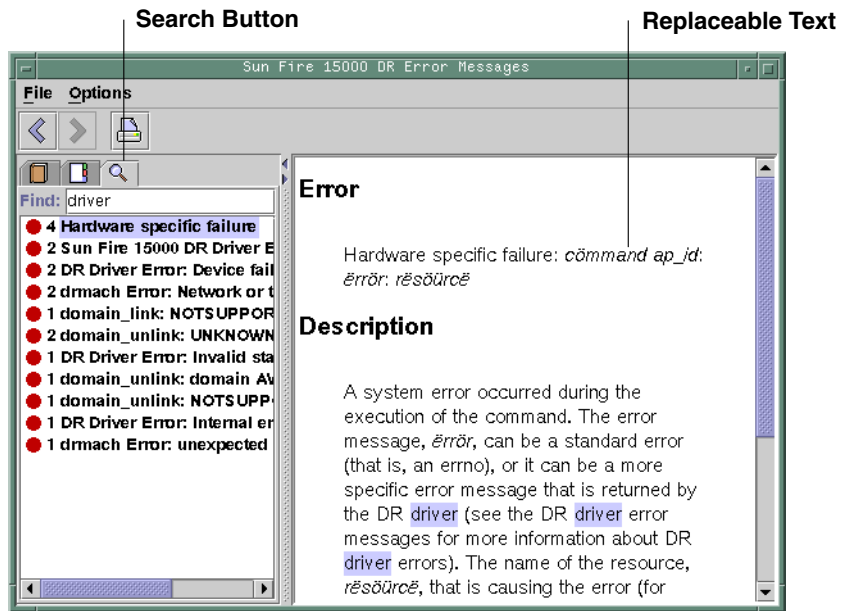 Search Button
Replaceable Text
Sun Fire 15000 DR Error Messages
File Options
Find: driver
4 Hardware specific failure
2 Sun Fire 15000 DR Driver E
2 DR Driver Error: Device fail
2 drmach Error: Network or t
1 domain_link: NOTSUPPOR
2 domain_unlink: UNKNOWN
1 DR Driver Error: Invalid sta
1 domain_unlink: domain AV
1 domain_unlink: NOTSUPP
1 DR Driver Error: Internal er
1 drmach Error: unexpected
Error
Hardware specific failure: cömmand ap_id:
ërrör: rësöürcë
Description
A system error occurred during the
execution of the command. The error
message, ërrör, can be a standard error
(that is, an errno), or it can be a more
specific error message that is returned by
the DR driver (see the DR driver error
messages for more information about DR
driver errors). The name of the resource,
rësöürcë, that is causing the error (for